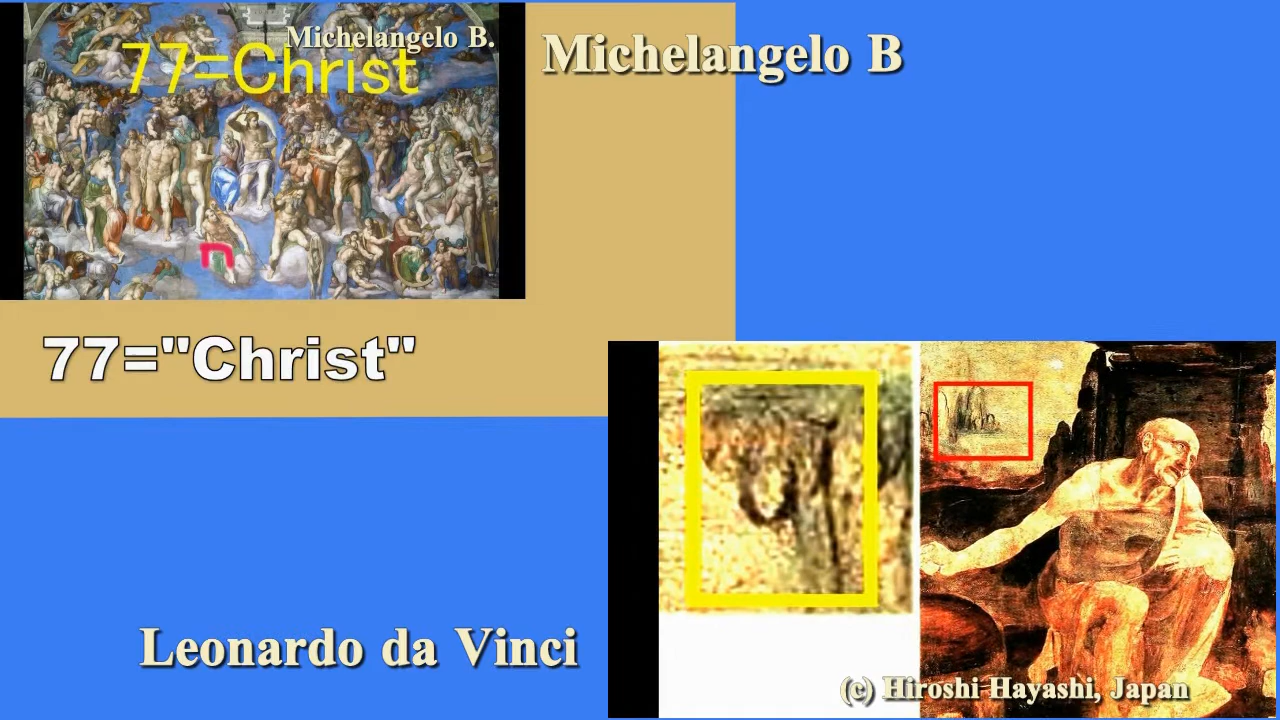 Michelangelo B.
77=Christ
Michelangelo B
77="Christ"
Leonardo da Vinci
(c) Hiroshi Hayashi, Japan